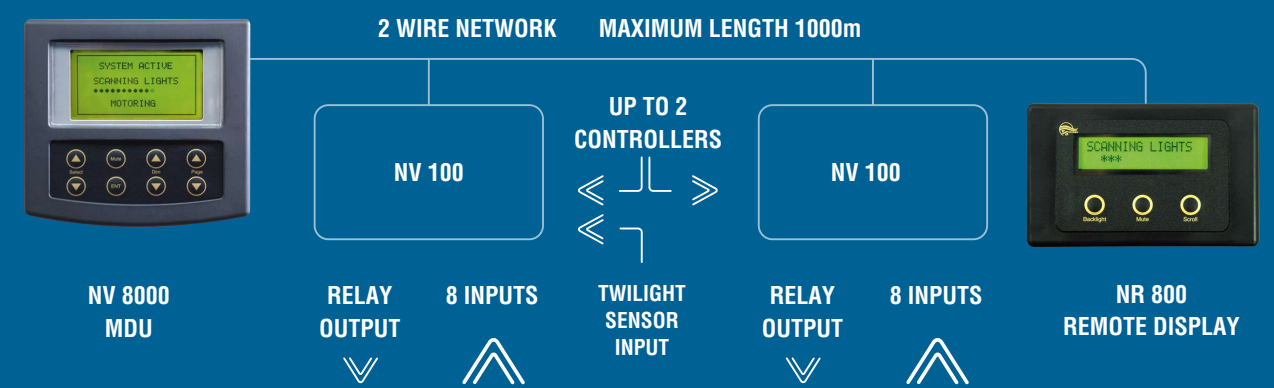 2 WIRE NETWORK MAXIMUM LENGTH 1000m
SYSTEM ACTIVE
SCANNING LIGHTS
**********
MOTORING
Select
Mute
ENT
Dim
Page
UP TO 2
CONTROLLERS
NV 100
NV 100
SCANNING LIGHTS
***
Backlight
Mute
Scroll
NV 8000
MDU
RELAY
OUTPUT
8 INPUTS
TWILIGHT
SENSOR
INPUT
RELAY
OUTPUT
8 INPUTS
NR 800
REMOTE DISPLAY